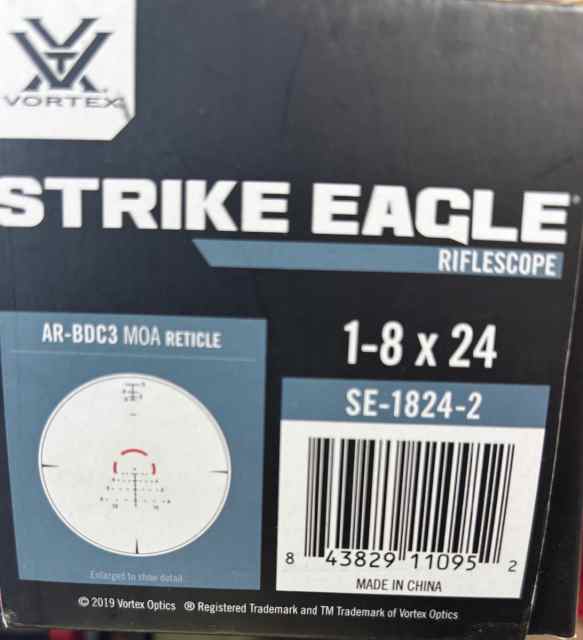 VORTEX
STRIKE EAGLE
RIFLESCOPE
AR-BDC3 MOA RETICLE
1-8 x 24
SE-1824-2
Enlarged to show detail
8 43829 11095 2
MADE IN CHINA
© 2019 Vortex Optics ® Registered Trademark and TM Trademark of Vortex Optics